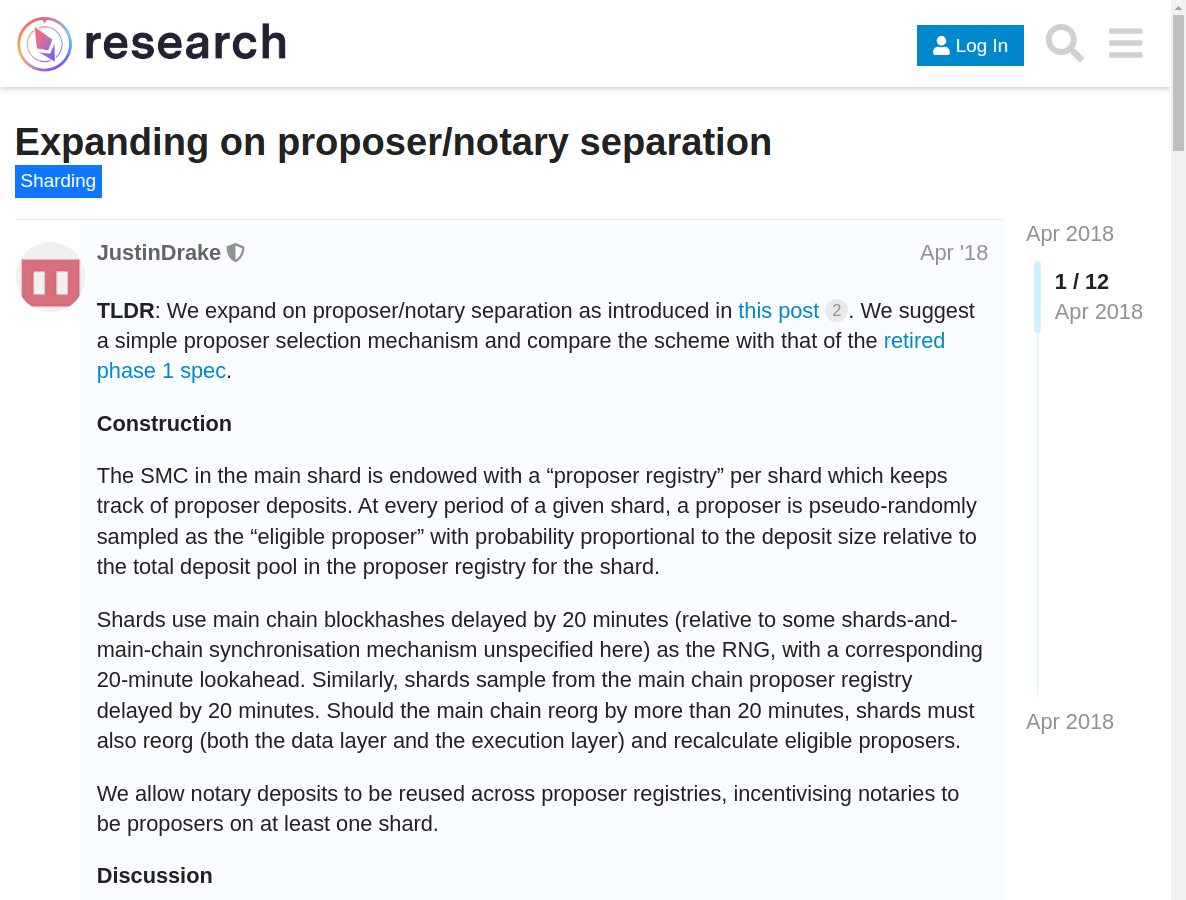 research
Log In
Expanding on proposer/notary separation
Sharding
JustinDrake
Apr '18
TLDR: We expand on proposer/notary separation as introduced in this post 2. We suggest
a simple proposer selection mechanism and compare the scheme with that of the retired
phase 1 spec.
Construction
The SMC in the main shard is endowed with a “proposer registry” per shard which keeps
track of proposer deposits. At every period of a given shard, a proposer is pseudo-randomly
sampled as the “eligible proposer” with probability proportional to the deposit size relative to
the total deposit pool in the proposer registry for the shard.
Shards use main chain blockhashes delayed by 20 minutes (relative to some shards-and-
main-chain synchronisation mechanism unspecified here) as the RNG, with a corresponding
20-minute lookahead. Similarly, shards sample from the main chain proposer registry
delayed by 20 minutes. Should the main chain reorg by more than 20 minutes, shards must
also reorg (both the data layer and the execution layer) and recalculate eligible proposers.
We allow notary deposits to be reused across proposer registries, incentivising notaries to
be proposers on at least one shard.
Discussion
Apr 2018
1 / 12
Apr 2018
Apr 2018